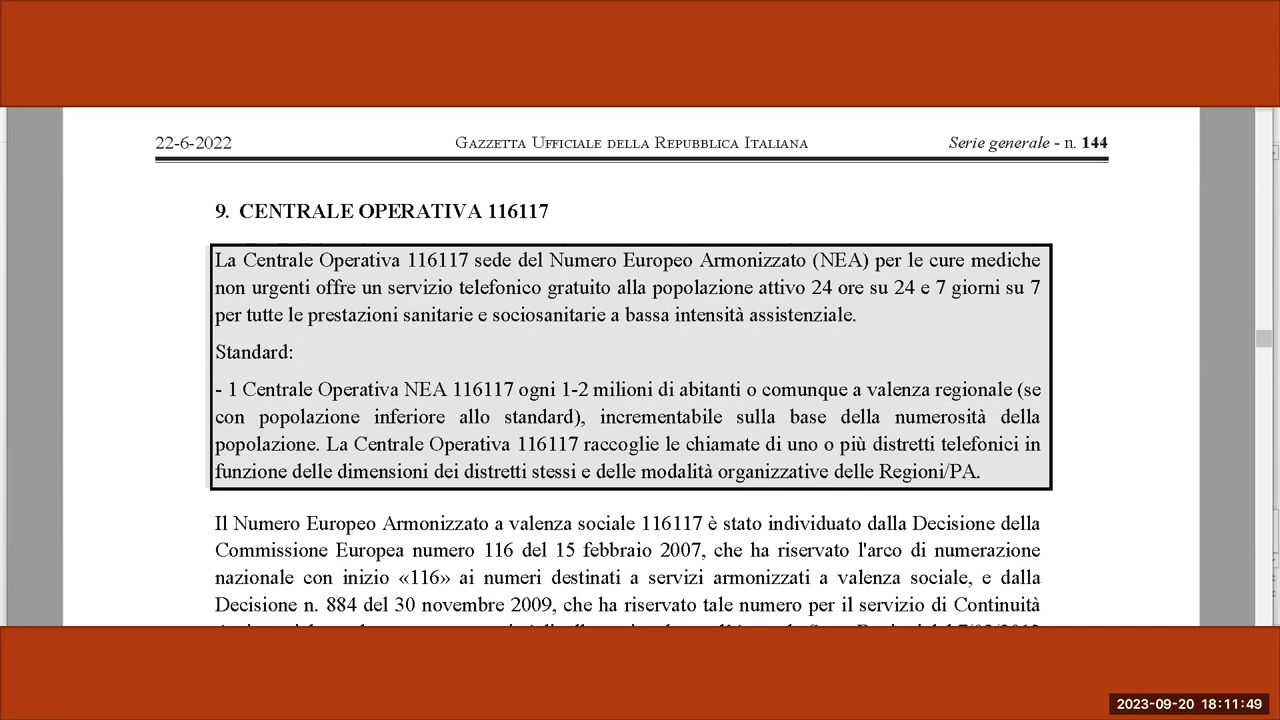 22-6-2022 Gazzetta Ufficiale della Repubblica Italiana Serie generale - n. 144
9. CENTRALE OPERATIVA 116117
La Centrale Operativa 116117 sede del Numero Europeo Armonizzato (NEA) per le cure mediche
non urgenti offre un servizio telefonico gratuito alla popolazione attivo 24 ore su 24 e 7 giorni su 7
per tutte le prestazioni sanitarie e sociosanitarie a bassa intensità assistenziale.
Standard:
- 1 Centrale Operativa NEA 116117 ogni 1-2 milioni di abitanti o comunque a valenza regionale (se
con popolazione inferiore allo standard), incrementabile sulla base della numerosità della
popolazione. La Centrale Operativa 116117 raccoglie le chiamate di uno o più distretti telefonici in
funzione delle dimensioni dei distretti stessi e delle modalità organizzative delle Regioni/PA.
Il Numero Europeo Armonizzato a valenza sociale 116117 è stato individuato dalla Decisione della
Commissione Europea numero 116 del 15 febbraio 2007, che ha riservato l'arco di numerazione
nazionale con inizio «116» ai numeri destinati a servizi armonizzati a valenza sociale, e dalla
Decisione n. 884 del 30 novembre 2009, che ha riservato tale numero per il servizio di Continuità
2023-09-20 18:11:49